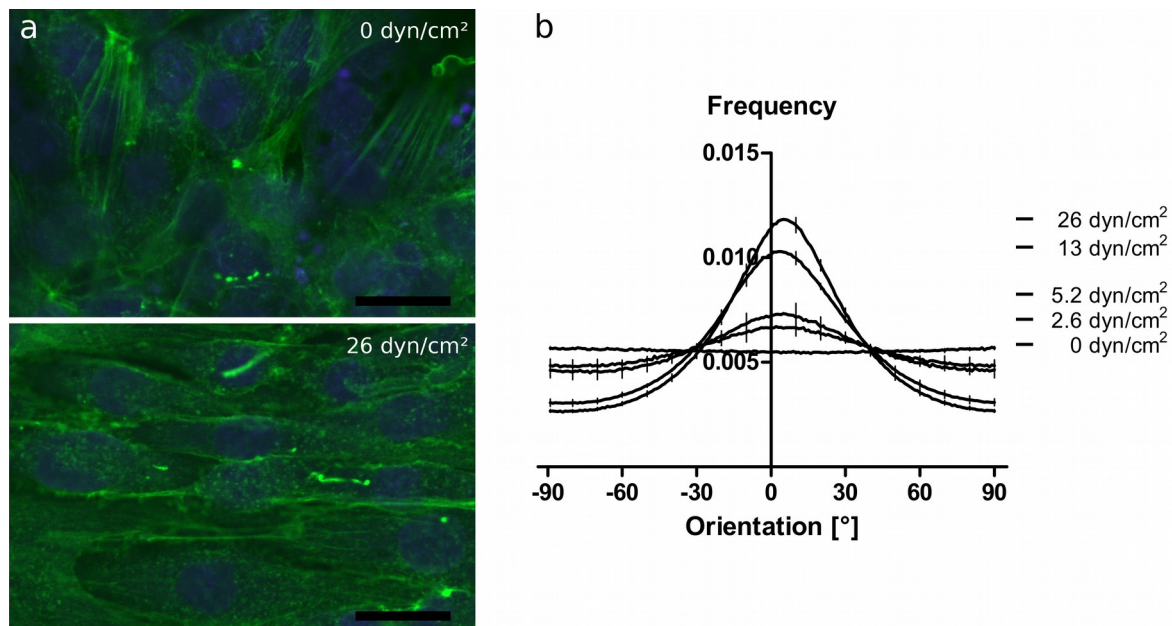 a
0 dyn/cm²
26 dyn/cm²
b
Frequency
0.015
0.010
0.005
-90 -60 -30 0 30 60 90
Orientation [°]
26 dyn/cm²
13 dyn/cm²
5.2 dyn/cm²
2.6 dyn/cm²
0 dyn/cm²